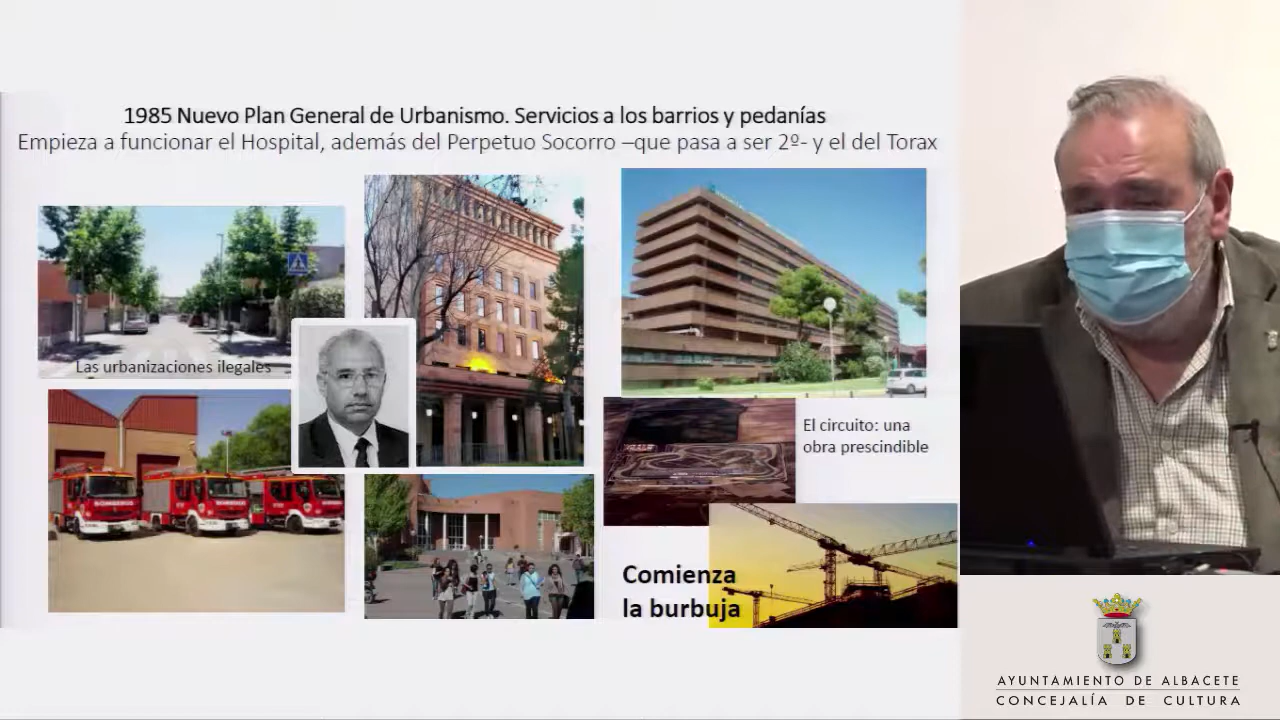 1985 Nuevo Plan General de Urbanismo. Servicios a los barrios y pedanías
Empieza a funcionar el Hospital, además del Perpetuo Socorro –que pasa a ser 2º- y el del Torax
Las urbanizaciones ilegales
El circuito: una
obra prescindible
BOMBEROS
Comienza
la burbuja
AYUNTAMIENTO DE ALBACETE
CONCEJALÍA DE CULTURA